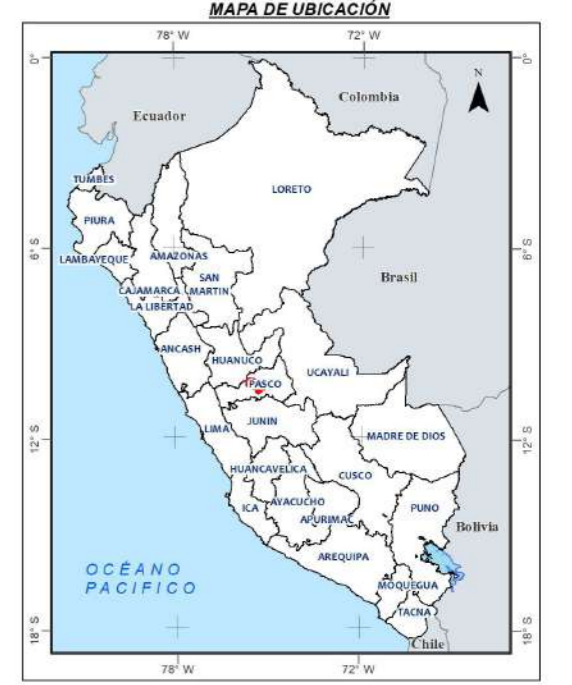 MAPA DE UBICACIÓN
78° W
72° W
0°
0°
N
Colombia
Ecuador
TUMBES
LORETO
PIURA
6° S
6° S
LAMBAYEQUE
AMAZONAS
SAN
MARTIN
Brasil
CAJAMARCA
LA LIBERTAD
ANCASH
HUANUCO
UCAYALI
PASCO
LIMA
JUNIN
MADRE DE DIOS
12° S
12° S
HUANCAVELICA
CUSCO
ICA
AYACUCHO
PUNO
APURIMAC
Bolivia
AREQUIPA
OCÉANO
PACIFICO
MOQUEGUA
TACNA
18° S
18° S
Chile
78° W
72° W